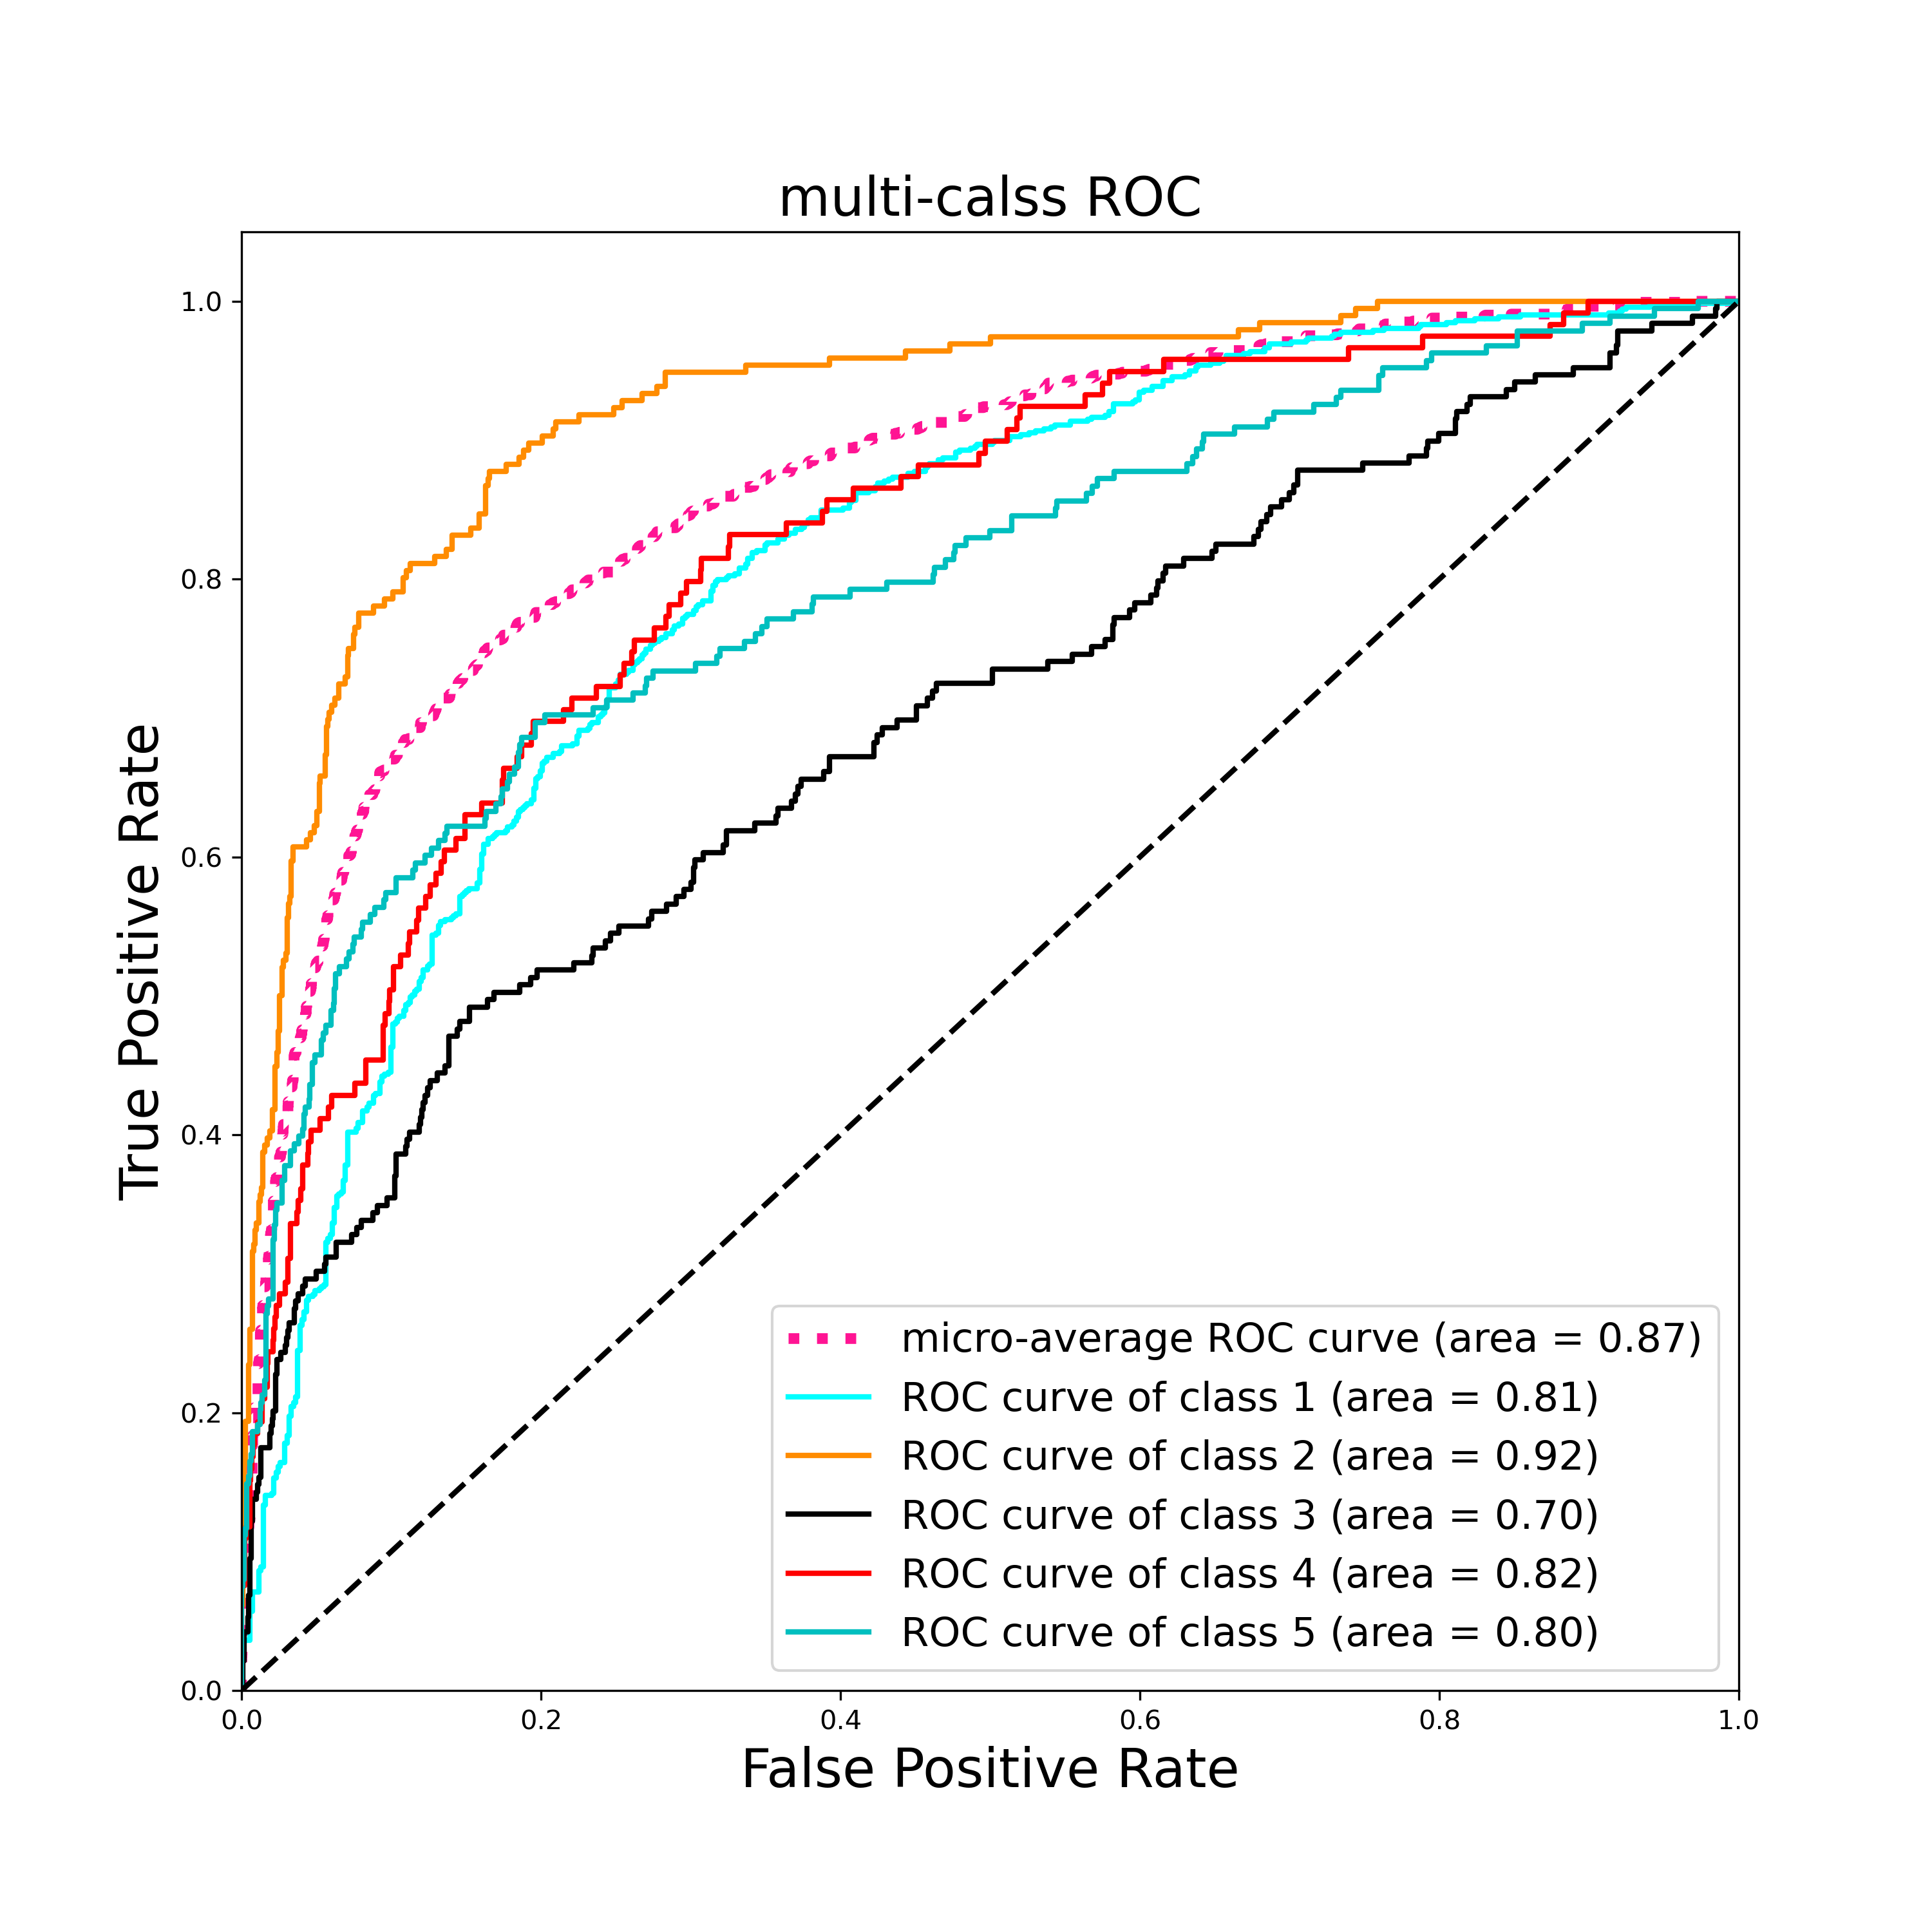 multi-calss ROC
1.0
0.8
0.6
0.4
0.2
0.0
True Positive Rate
micro-average ROC curve (area = 0.87)
ROC curve of class 1 (area = 0.81)
ROC curve of class 2 (area = 0.92)
ROC curve of class 3 (area = 0.70)
ROC curve of class 4 (area = 0.82)
ROC curve of class 5 (area = 0.80)
0.0 0.2 0.4 0.6 0.8 1.0
False Positive Rate